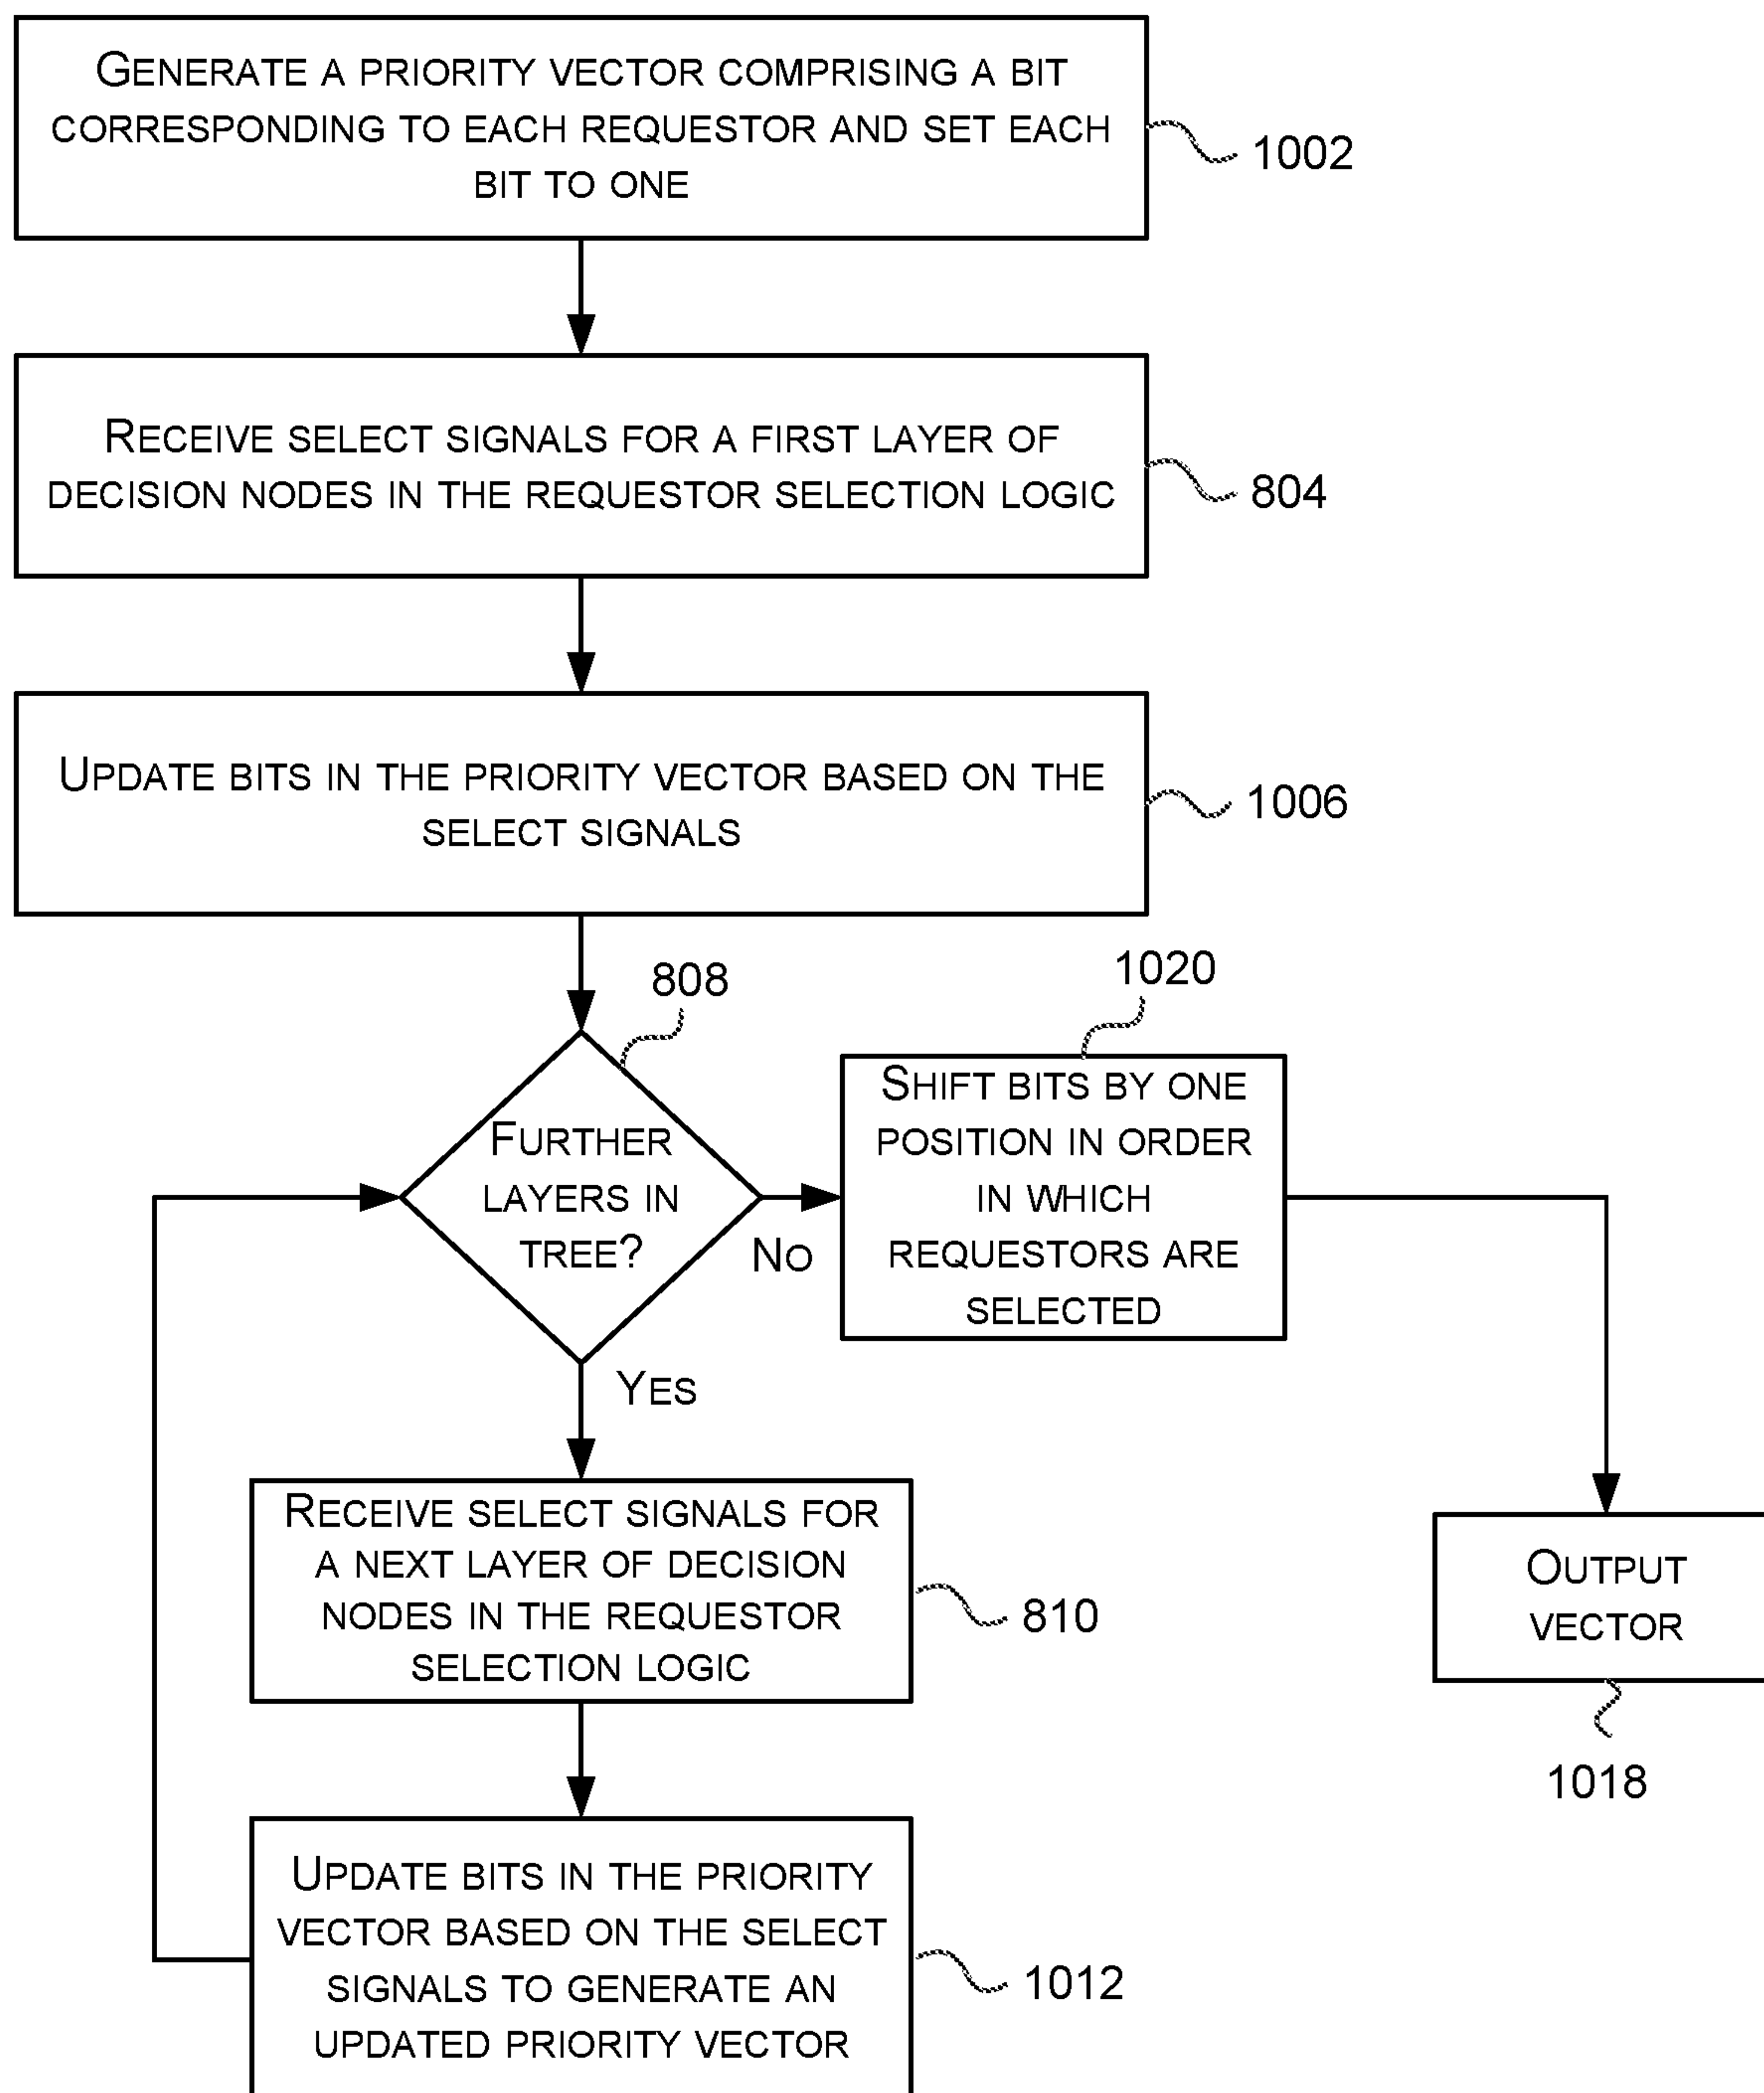 GENERATE A PRIORITY VECTOR COMPRISING A BIT
CORRESPONDING TO EACH REQUESTOR AND SET EACH
BIT TO ONE
1002
RECEIVE SELECT SIGNALS FOR A FIRST LAYER OF
DECISION NODES IN THE REQUESTOR SELECTION LOGIC
804
UPDATE BITS IN THE PRIORITY VECTOR BASED ON THE
SELECT SIGNALS
1006
808
1020
FURTHER
LAYERS IN
TREE?
NO
SHIFT BITS BY ONE
POSITION IN ORDER
IN WHICH
REQUESTORS ARE
SELECTED
YES
RECEIVE SELECT SIGNALS FOR
A NEXT LAYER OF DECISION
NODES IN THE REQUESTOR
SELECTION LOGIC
810
OUTPUT
VECTOR
1018
UPDATE BITS IN THE PRIORITY
VECTOR BASED ON THE SELECT
SIGNALS TO GENERATE AN
UPDATED PRIORITY VECTOR
1012